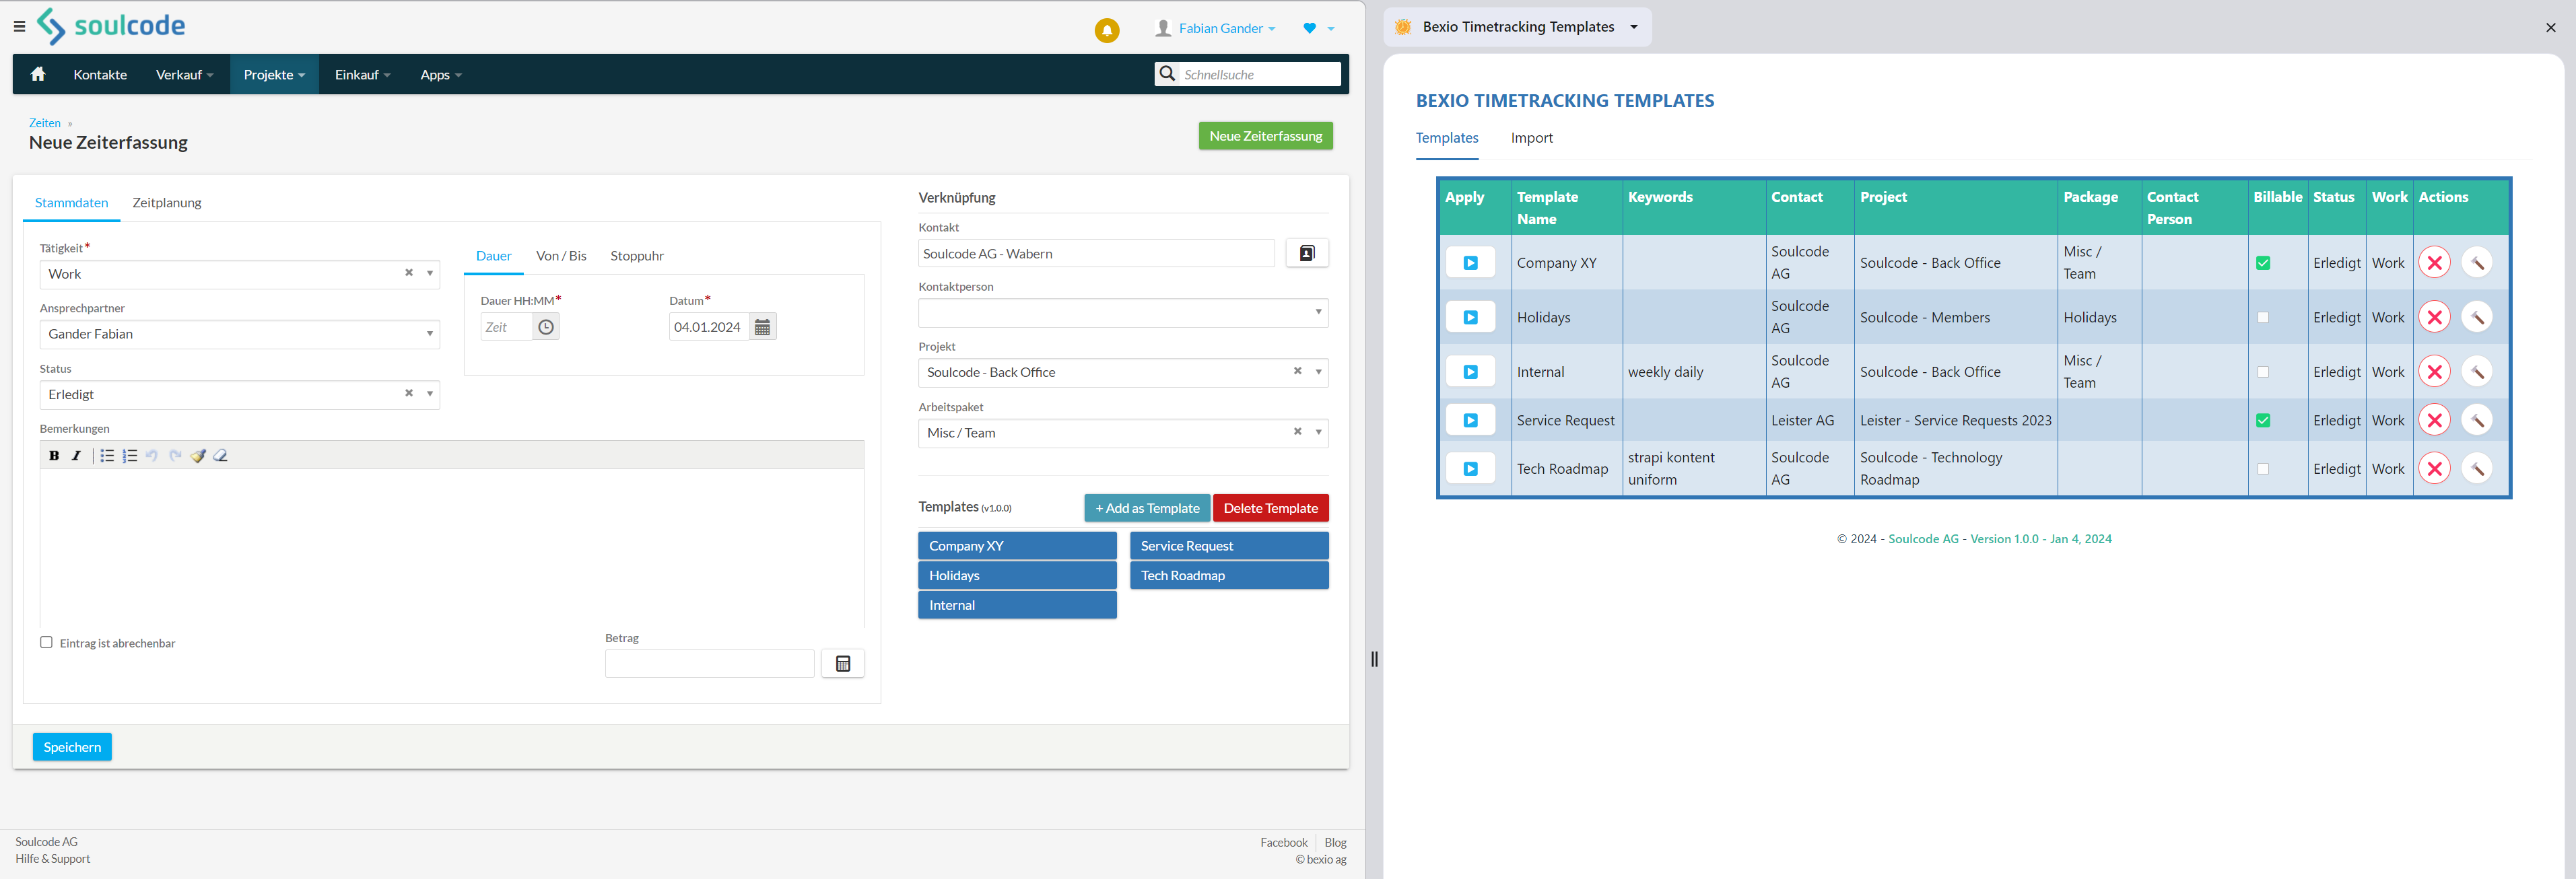 soulcode
Fabian Gander
Kontakte
Verkauf
Projekte
Einkauf
Apps
Schnellsuche
Zeiten »
Neue Zeiterfassung
Neue Zeiterfassung
Stammdaten
Zeitplanung
Tätigkeit*
Work
Ansprechpartner
Gander Fabian
Status
Erledigt
Dauer
Von / Bis
Stoppuhr
Dauer HH:MM*
Zeit
Datum*
04.01.2024
Bemerkungen
B I
Eintrag ist abrechenbar
Betrag
Speichern
Verknüpfung
Kontakt
Soulcode AG - Wabern
Kontaktperson
Projekt
Soulcode - Back Office
Arbeitspaket
Misc / Team
Templates (v1.0.0)
+ Add as Template
Delete Template
Company XY
Service Request
Holidays
Tech Roadmap
Internal
Soulcode AG
Hilfe & Support
Facebook
Blog
© bexio ag
Bexio Timetracking Templates
BEXIO TIMETRACKING TEMPLATES
Templates
Import
Apply
Template
Name
Keywords
Contact
Project
Package
Contact
Person
Billable
Status
Work
Actions
Company XY
Soulcode
AG
Soulcode - Back Office
Misc /
Team
Erledigt
Work
Holidays
Soulcode
AG
Soulcode - Members
Holidays
Erledigt
Work
Internal
weekly daily
Soulcode
AG
Soulcode - Back Office
Misc /
Team
Erledigt
Work
Service Request
Leister AG
Leister - Service Requests 2023
Erledigt
Work
Tech Roadmap
strapi kontent
uniform
Soulcode
AG
Soulcode - Technology
Roadmap
Erledigt
Work
© 2024 - Soulcode AG - Version 1.0.0 - Jan 4, 2024